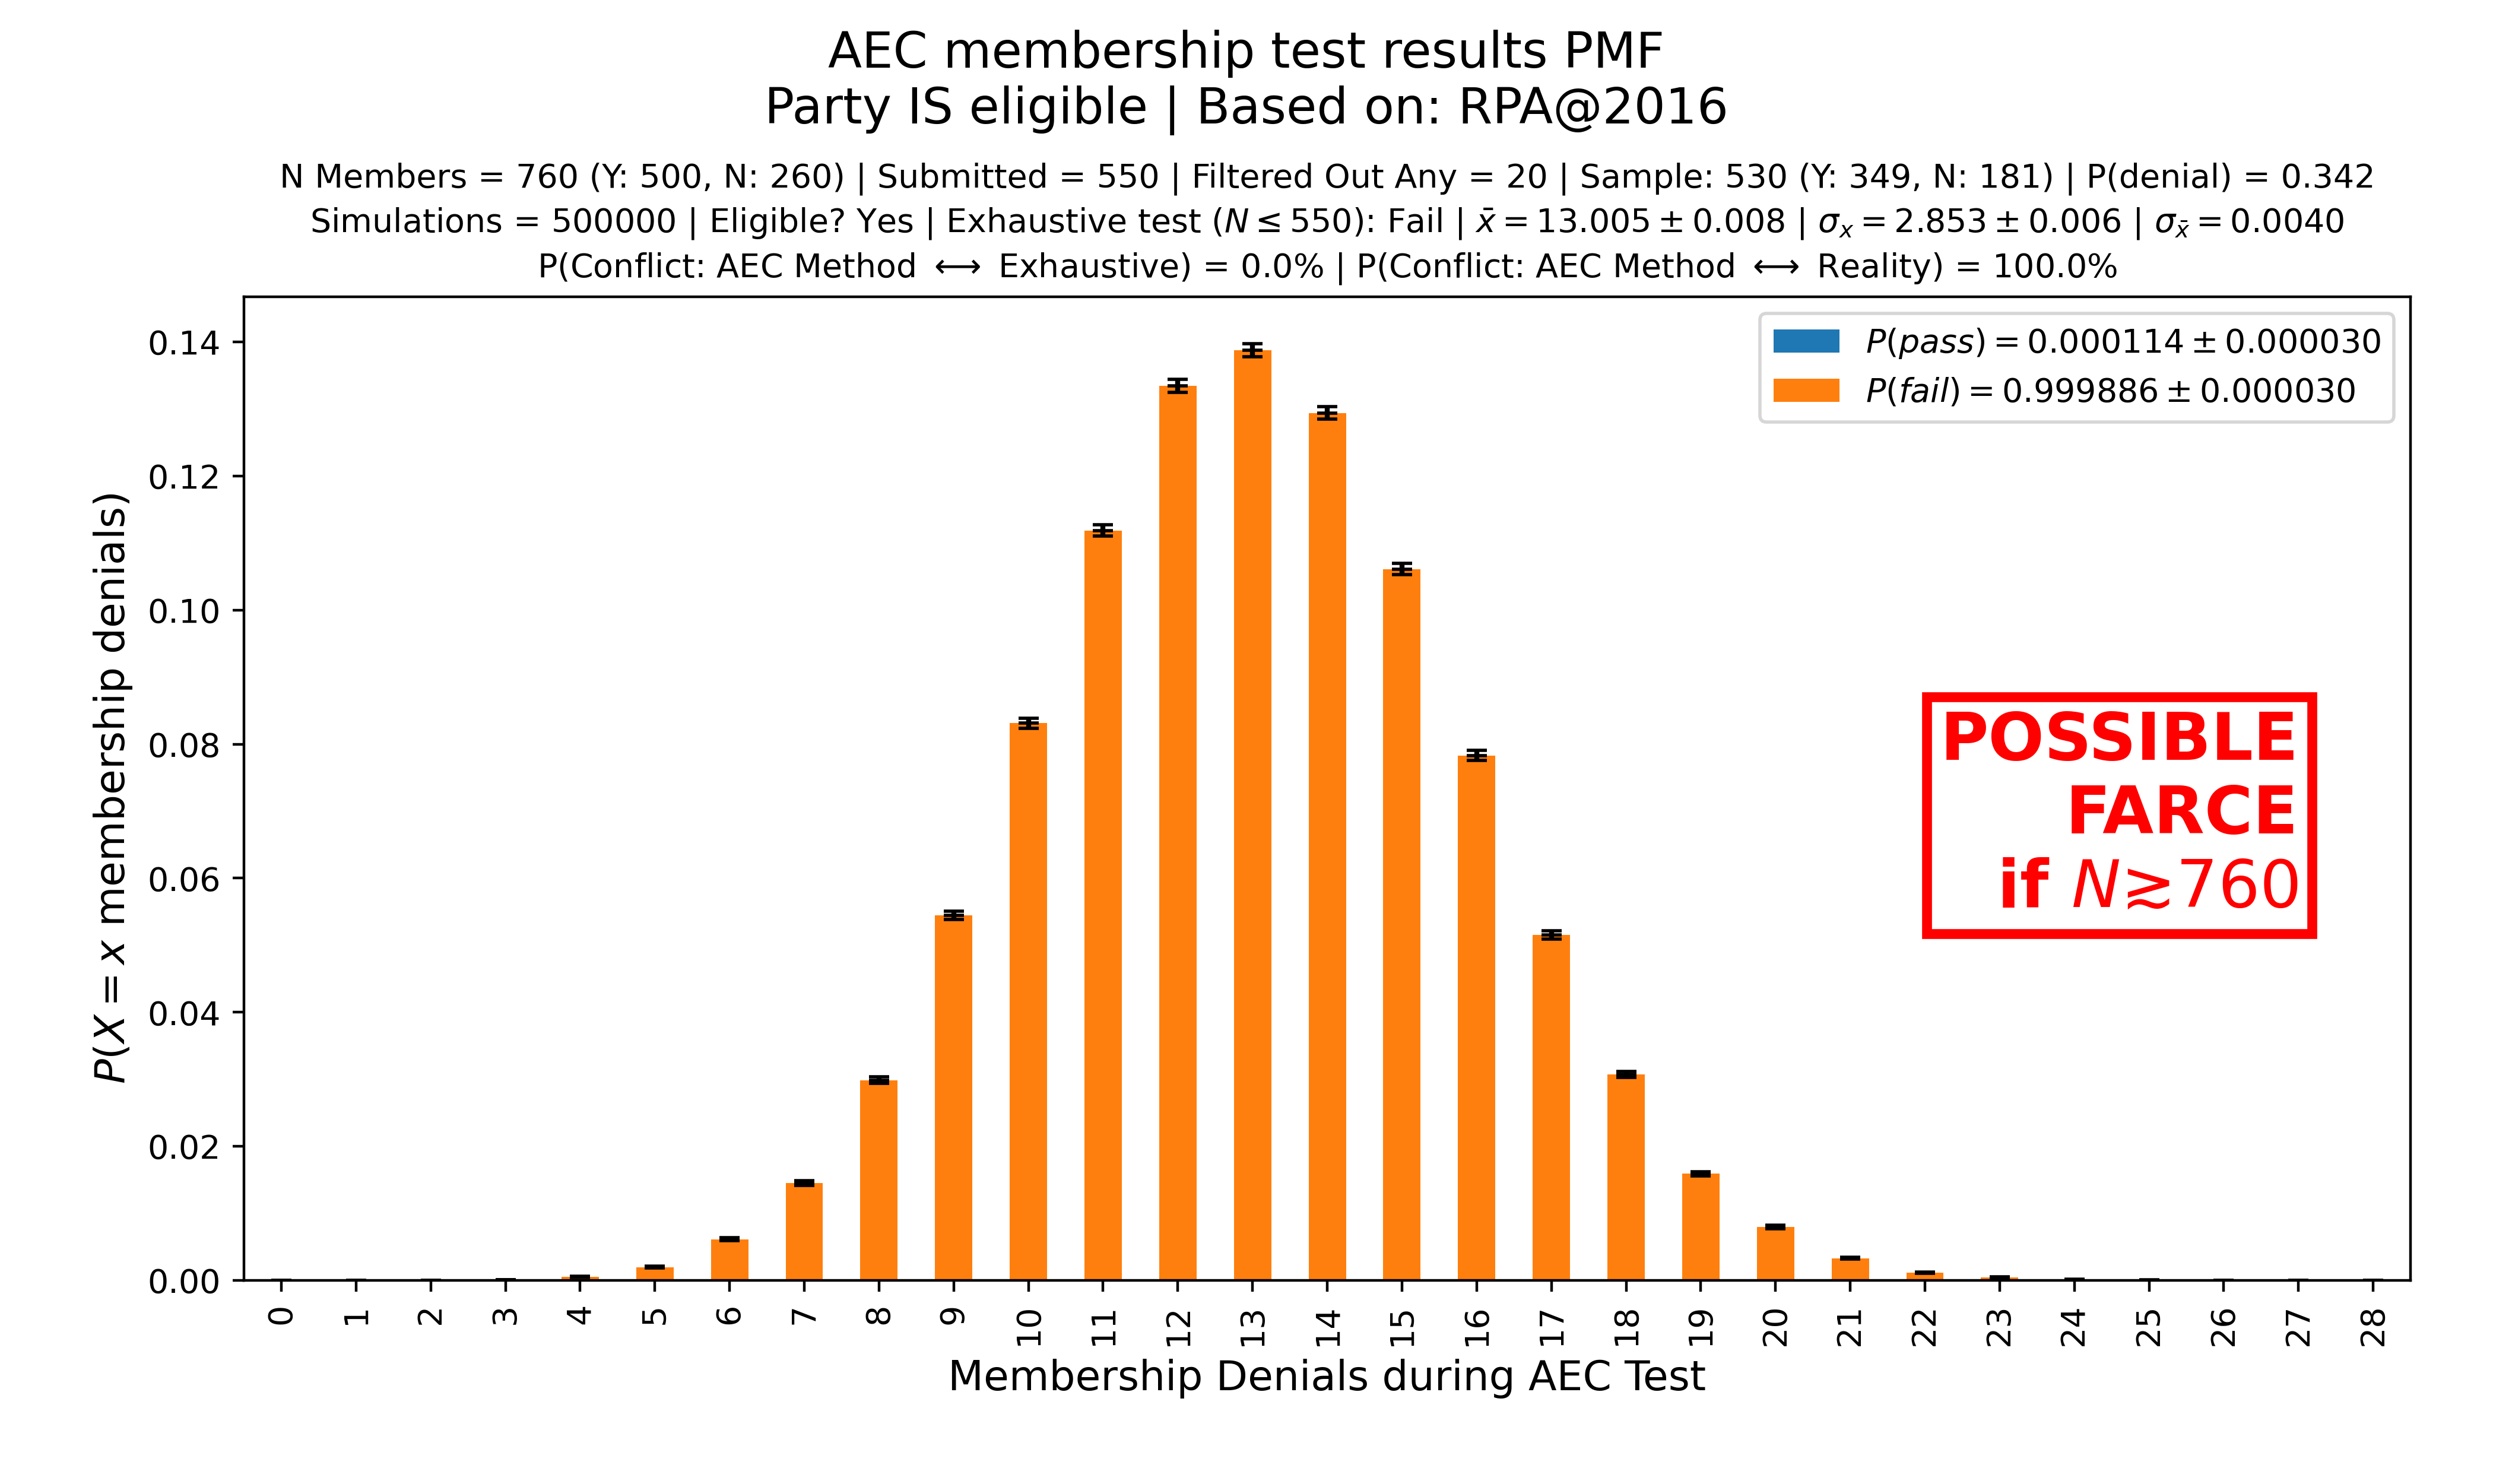 AEC membership test results PMF
Party IS eligible | Based on: RPA@2016
N Members = 760 (Y: 500, N: 260) | Submitted = 550 | Filtered Out Any = 20 | Sample: 530 (Y: 349, N: 181) | P(denial) = 0.342
Simulations = 500000 | Eligible? Yes | Exhaustive test (N ≤ 550): Fail | x̄ = 13.005 ± 0.008 | σₓ = 2.853 ± 0.006 | σ_x̄ = 0.0040
P(Conflict: AEC Method ⟷ Exhaustive) = 0.0% | P(Conflict: AEC Method ⟷ Reality) = 100.0%
P(pass) = 0.000114 ± 0.000030
P(fail) = 0.999886 ± 0.000030
POSSIBLE
FARCE
if N⪆760
P(X = x membership denials)
0.14
0.12
0.10
0.08
0.06
0.04
0.02
0.00
0 1 2 3 4 5 6 7 8 9 10 11 12 13 14 15 16 17 18 19 20 21 22 23 24 25 26 27 28
Membership Denials during AEC Test